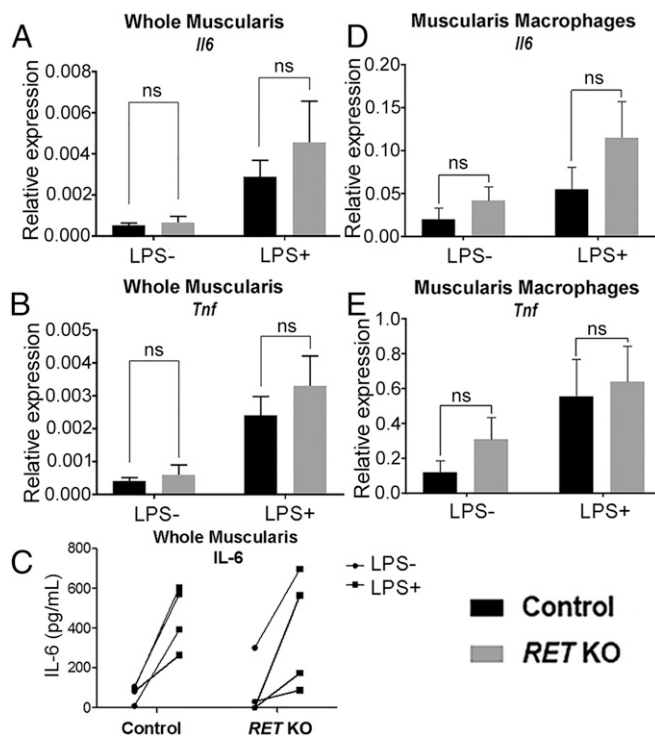 A
Whole Muscularis
Il6
Relative expression
0.008
0.006
0.004
0.002
0.000
ns
ns
LPS-
LPS+
D
Muscularis Macrophages
Il6
Relative expression
0.20
0.15
0.10
0.05
0.00
ns
ns
LPS-
LPS+
B
Whole Muscularis
Tnf
Relative expression
0.005
0.004
0.003
0.002
0.001
0.000
ns
ns
LPS-
LPS+
E
Muscularis Macrophages
Tnf
Relative expression
1.0
0.8
0.6
0.4
0.2
0.0
ns
ns
LPS-
LPS+
C
Whole Muscularis
IL-6
IL-6 (pg/mL)
800
600
400
200
0
Control
RET KO
LPS-
LPS+
Control
RET KO